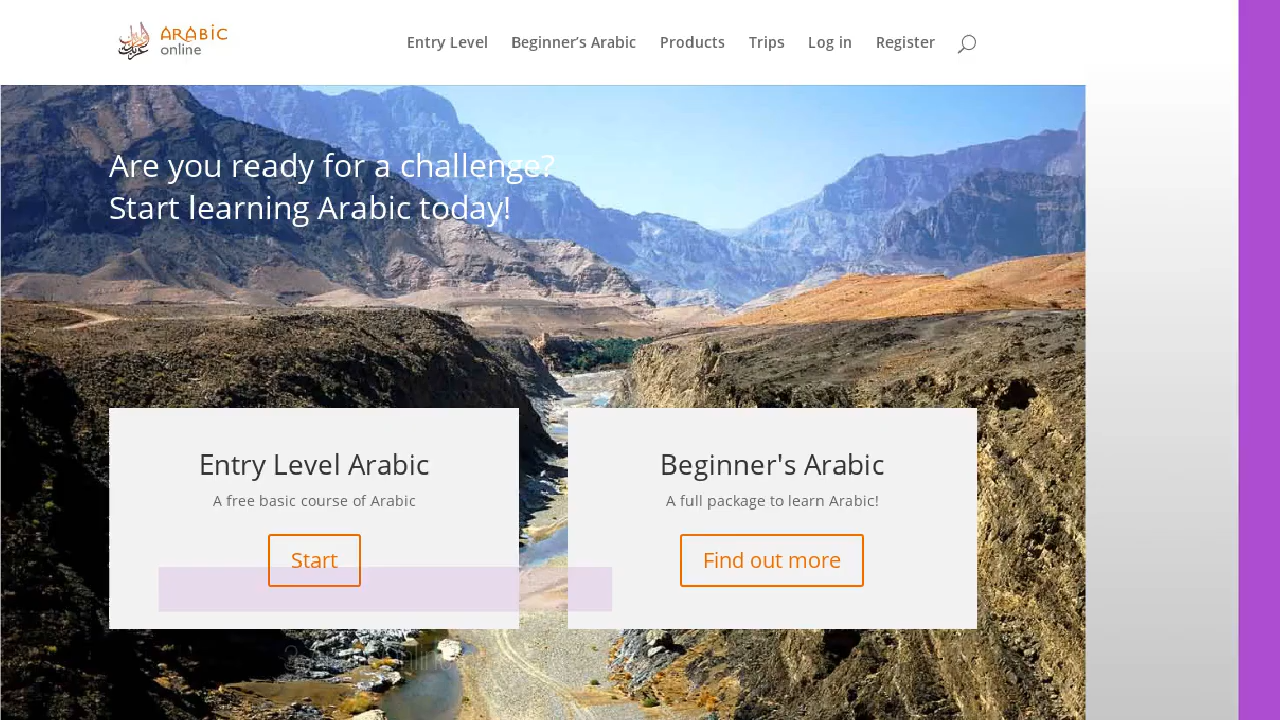 ARABIC
online
Entry Level
Beginner’s Arabic
Products
Trips
Log in
Register
Are you ready for a challenge?
Start learning Arabic today!
Entry Level Arabic
A free basic course of Arabic
Start
Beginner's Arabic
A full package to learn Arabic!
Find out more